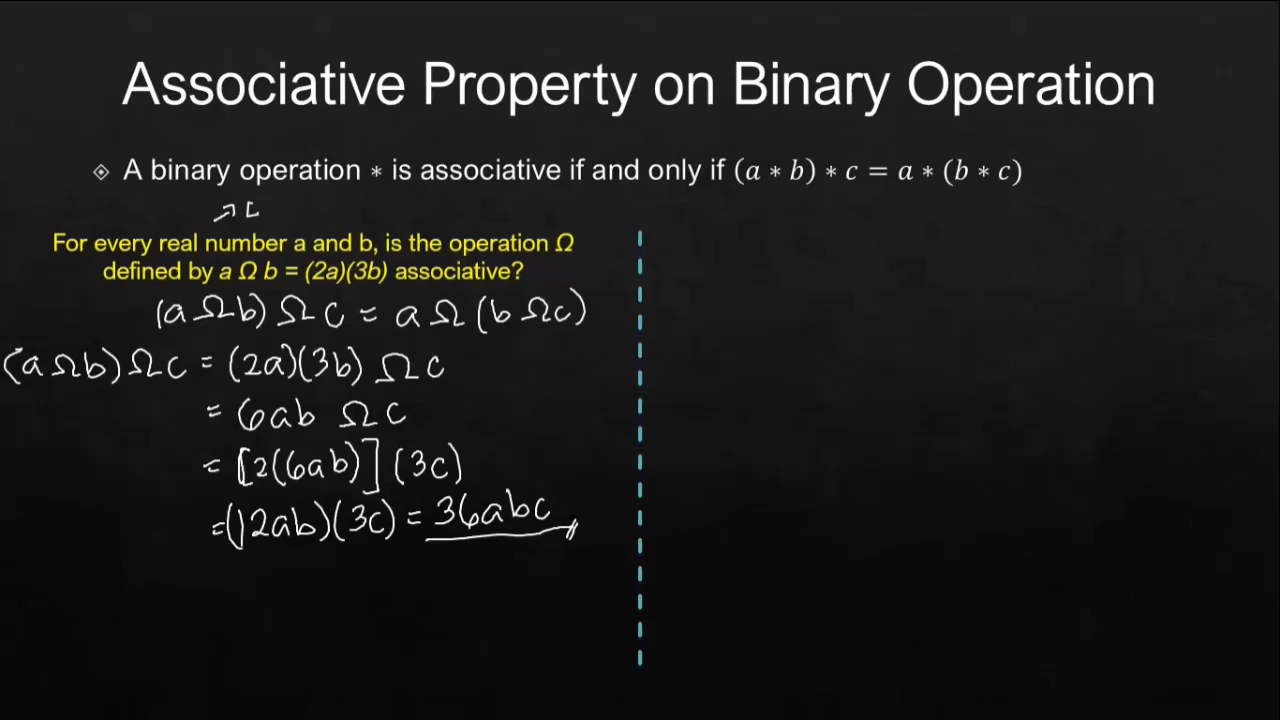 Associative Property on Binary Operation
A binary operation ∗ is associative if and only if (a ∗ b) ∗ c = a ∗ (b ∗ c)
For every real number a and b, is the operation Ω
defined by a Ω b = (2a)(3b) associative?
(a Ω b) Ω c = a Ω (b Ω c)
(a Ω b) Ω c = (2a)(3b) Ω c
= 6ab Ω c
= [2(6ab)] (3c)
= (12ab)(3c) = 36abc